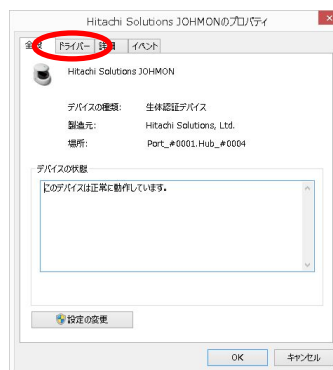 Hitachi Solutions JOHMONのプロパティ
全般 ドライバー 詳細 イベント
Hitachi Solutions JOHMON
デバイスの種類: 生体認証デバイス
製造元: Hitachi Solutions, Ltd.
場所: Port_#0001.Hub_#0004
デバイスの状態
このデバイスは正常に動作しています。
設定の変更
OK キャンセル